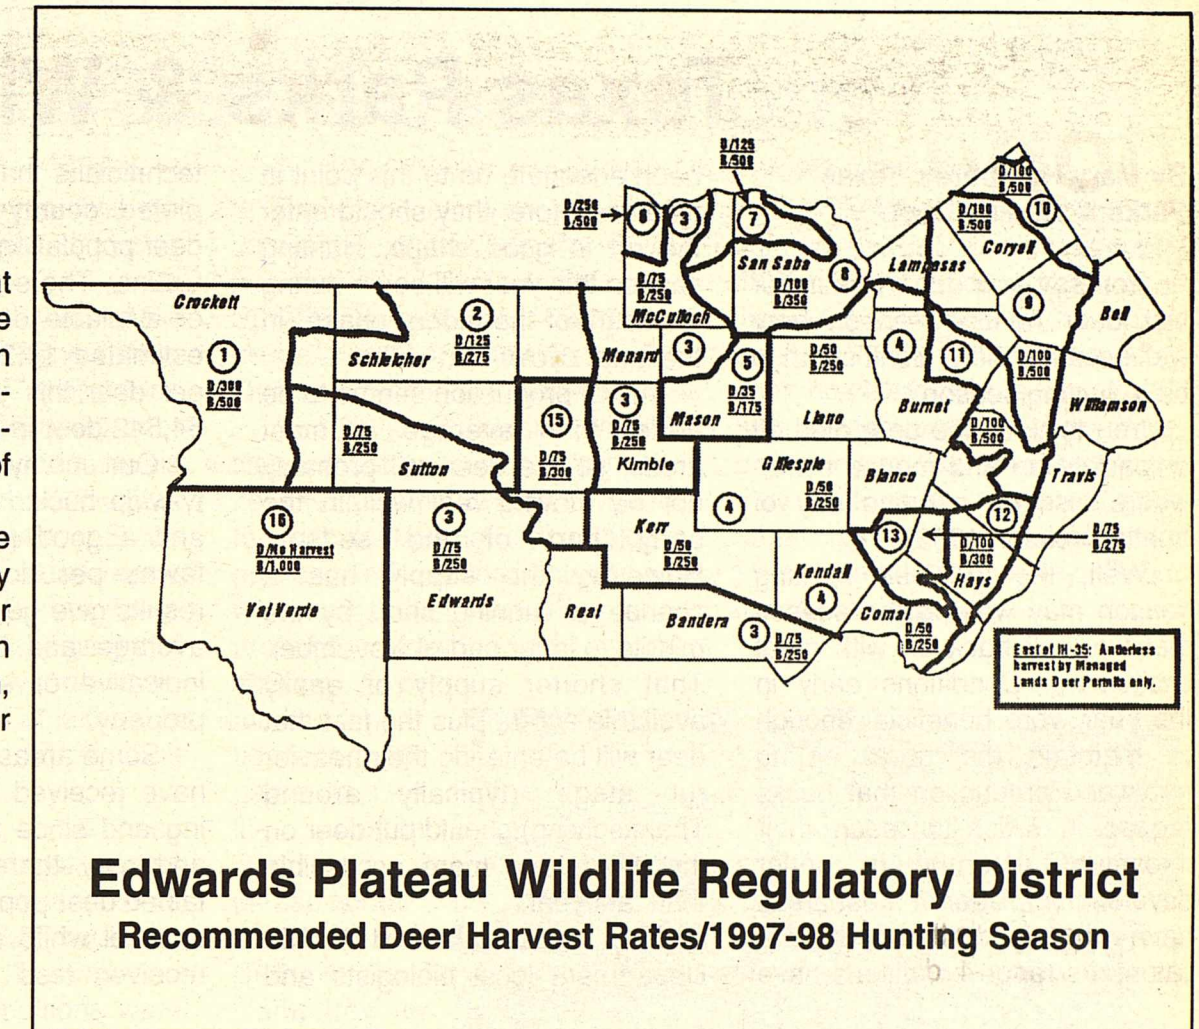 D/125
B/500
D/250
B/500
6
3
7
D/100
B/500
10
D/100
B/500
Coryell
San Saba
8
D/100
B/350
Lampasas
D/75
B/250
McCulloch
9
Bell
Crockett
2
D/125
B/275
1
D/300
B/500
Schleicher
Menard
3
5
D/35
B/175
D/50
B/250
4
11
D/100
B/500
Mason
Llano
Burnet
Williamson
15
D/75
B/300
3
D/75
B/250
Kimble
D/75
B/250
Sutton
D/100
B/500
Gillespie
D/50
B/250
Blanco
Travis
16
D/No Harvest
B/1,000
Val Verde
3
D/75
B/250
Edwards
Kerr
D/50
B/250
4
13
12
D/100
B/300
D/75
B/275
Hays
Kendall
4
Real
Bandera
3
D/75
B/250
Comal
D/50
B/250
East of IH-35: Antlerless
harvest by Managed
Lands Deer Permits only.
Edwards Plateau Wildlife Regulatory District
Recommended Deer Harvest Rates/1997-98 Hunting Season